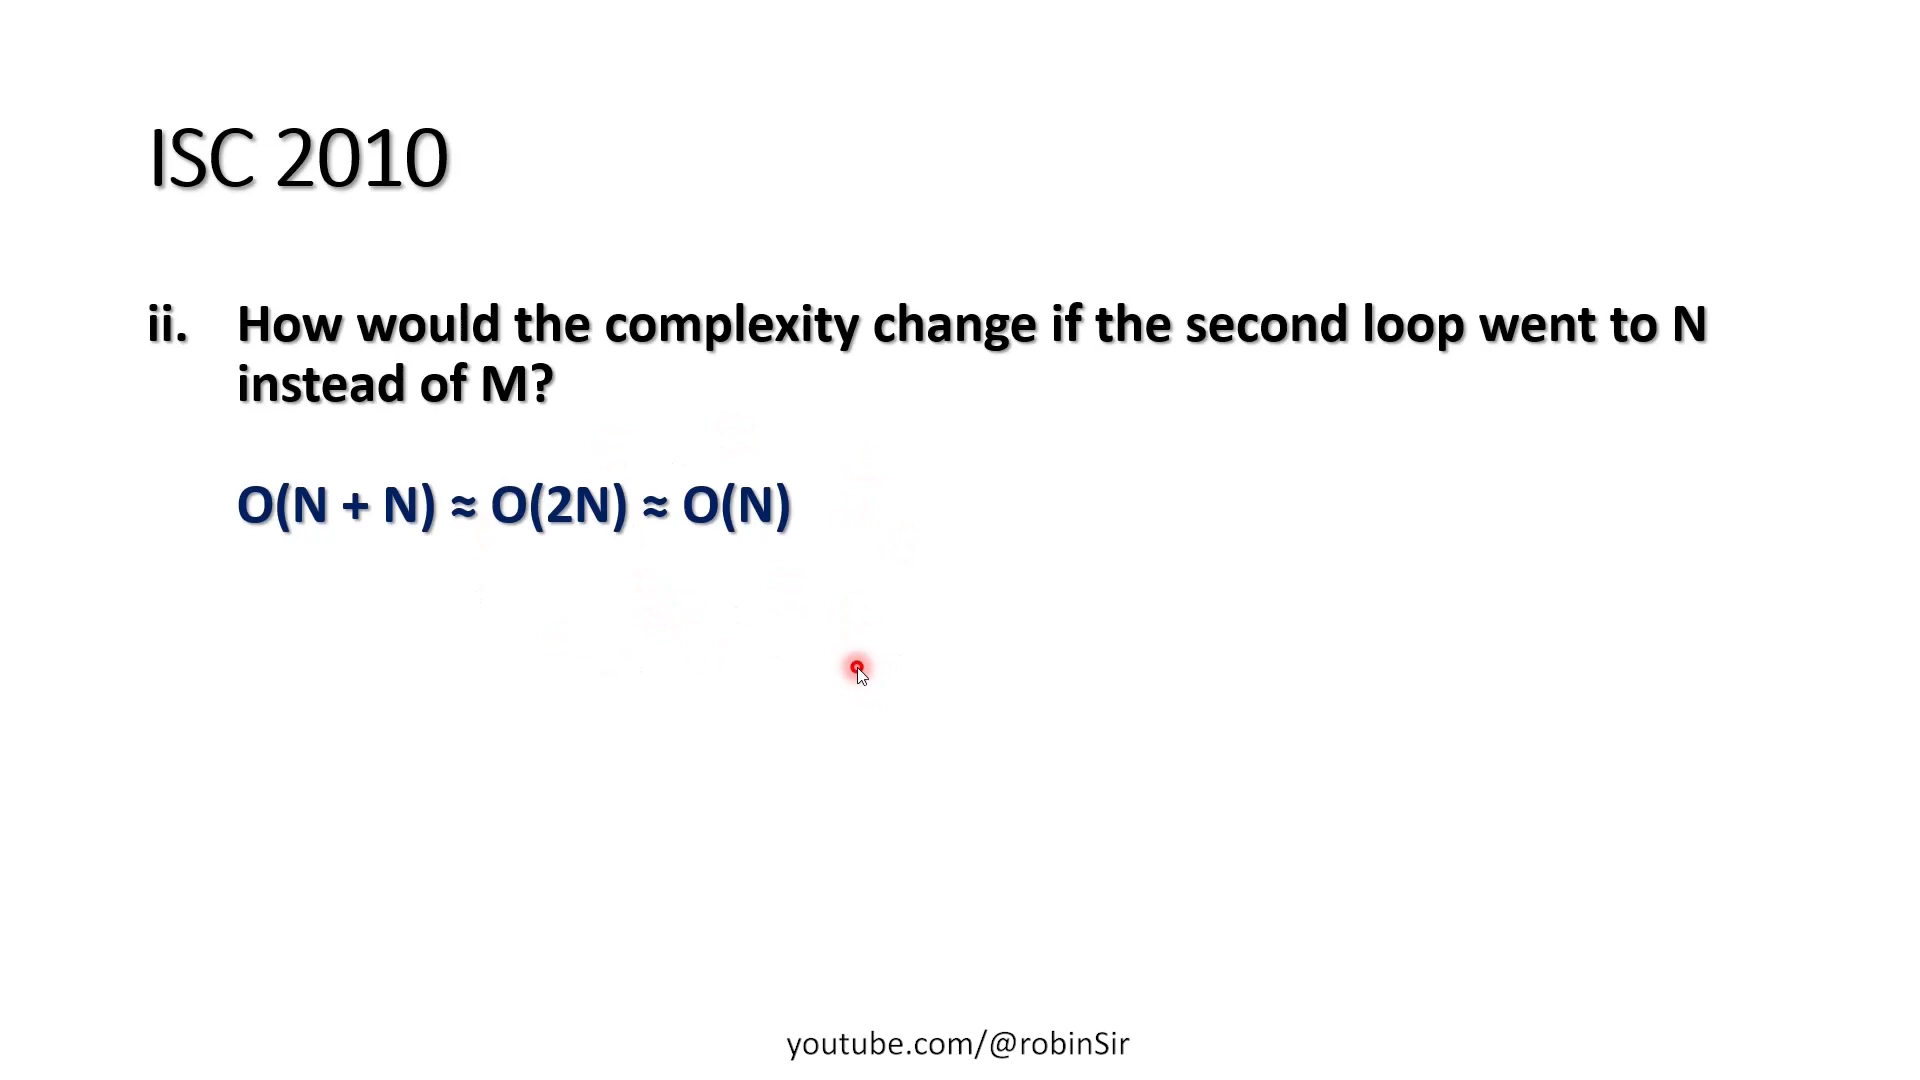 ISC 2010
ii. How would the complexity change if the second loop went to N
instead of M?
O(N + N) ≈ O(2N) ≈ O(N)
youtube.com/@robinSir